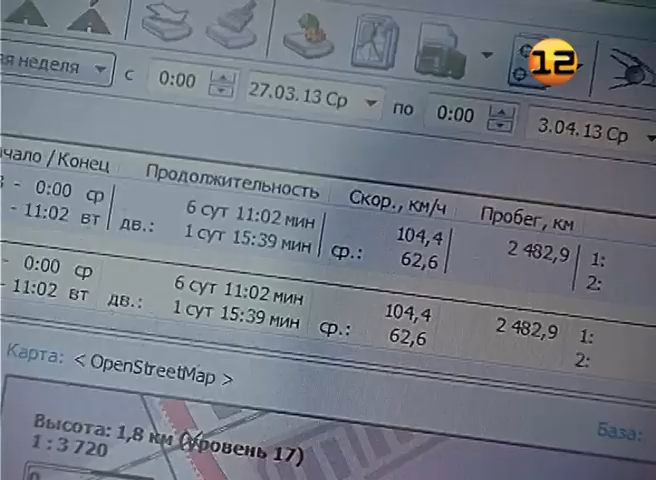 12
я неделя с 0:00 27.03.13 Ср по 0:00 3.04.13 Ср
чало / Конец Продолжительность Скор., км/ч Пробег, км
- 0:00 ср 6 сут 11:02 мин 104,4 2 482,9 1:
- 11:02 вт дв.: 1 сут 15:39 мин ср.: 62,6 2:
- 0:00 ср 6 сут 11:02 мин 104,4 2 482,9 1:
- 11:02 вт дв.: 1 сут 15:39 мин ср.: 62,6 2:
Карта: < OpenStreetMap >
База:
Высота: 1,8 км (уровень 17)
1 : 3 720
0